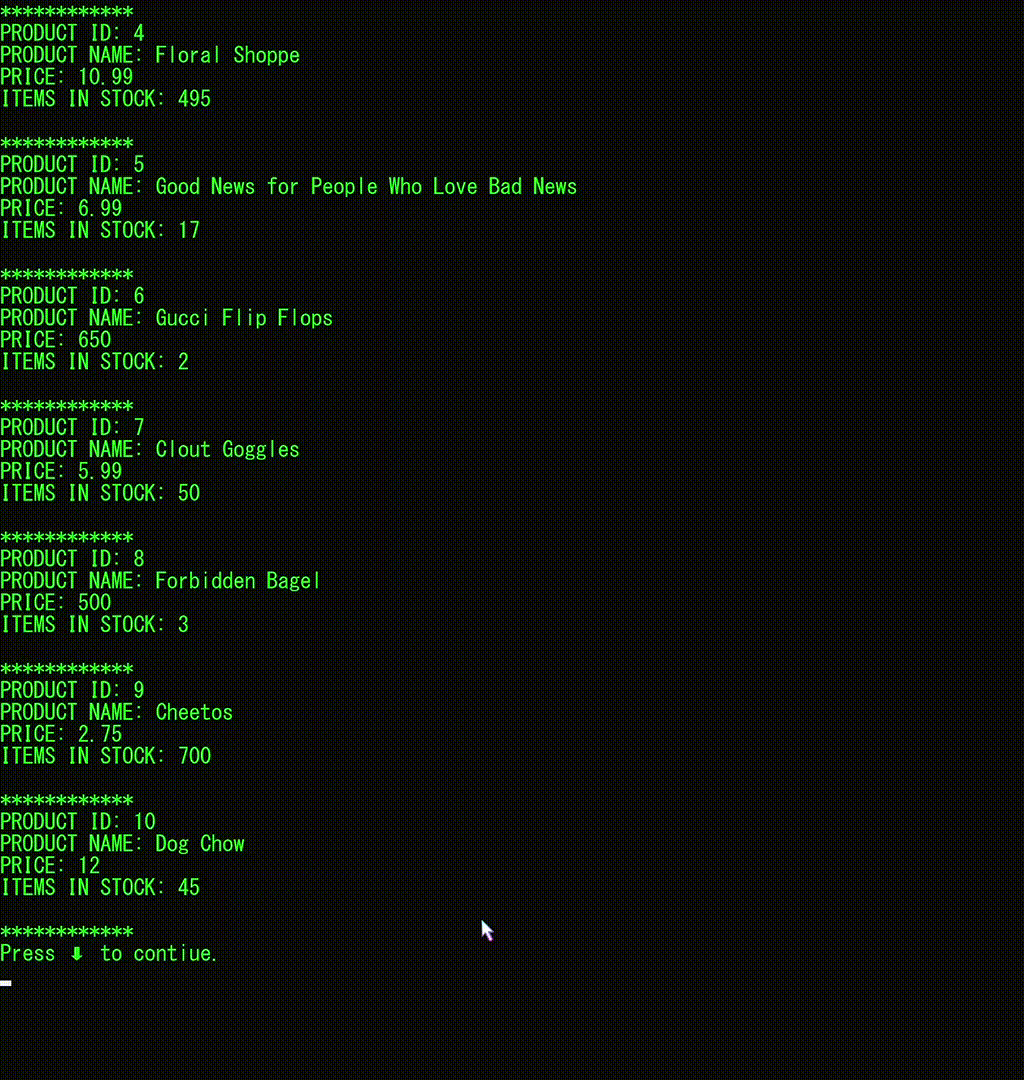 ************
PRODUCT ID: 4
PRODUCT NAME: Floral Shoppe
PRICE: 10.99
ITEMS IN STOCK: 495
************
PRODUCT ID: 5
PRODUCT NAME: Good News for People Who Love Bad News
PRICE: 6.99
ITEMS IN STOCK: 17
************
PRODUCT ID: 6
PRODUCT NAME: Gucci Flip Flops
PRICE: 650
ITEMS IN STOCK: 2
************
PRODUCT ID: 7
PRODUCT NAME: Clout Goggles
PRICE: 5.99
ITEMS IN STOCK: 50
************
PRODUCT ID: 8
PRODUCT NAME: Forbidden Bagel
PRICE: 500
ITEMS IN STOCK: 3
************
PRODUCT ID: 9
PRODUCT NAME: Cheetos
PRICE: 2.75
ITEMS IN STOCK: 700
************
PRODUCT ID: 10
PRODUCT NAME: Dog Chow
PRICE: 12
ITEMS IN STOCK: 45
************
Press ⬇ to contiue.